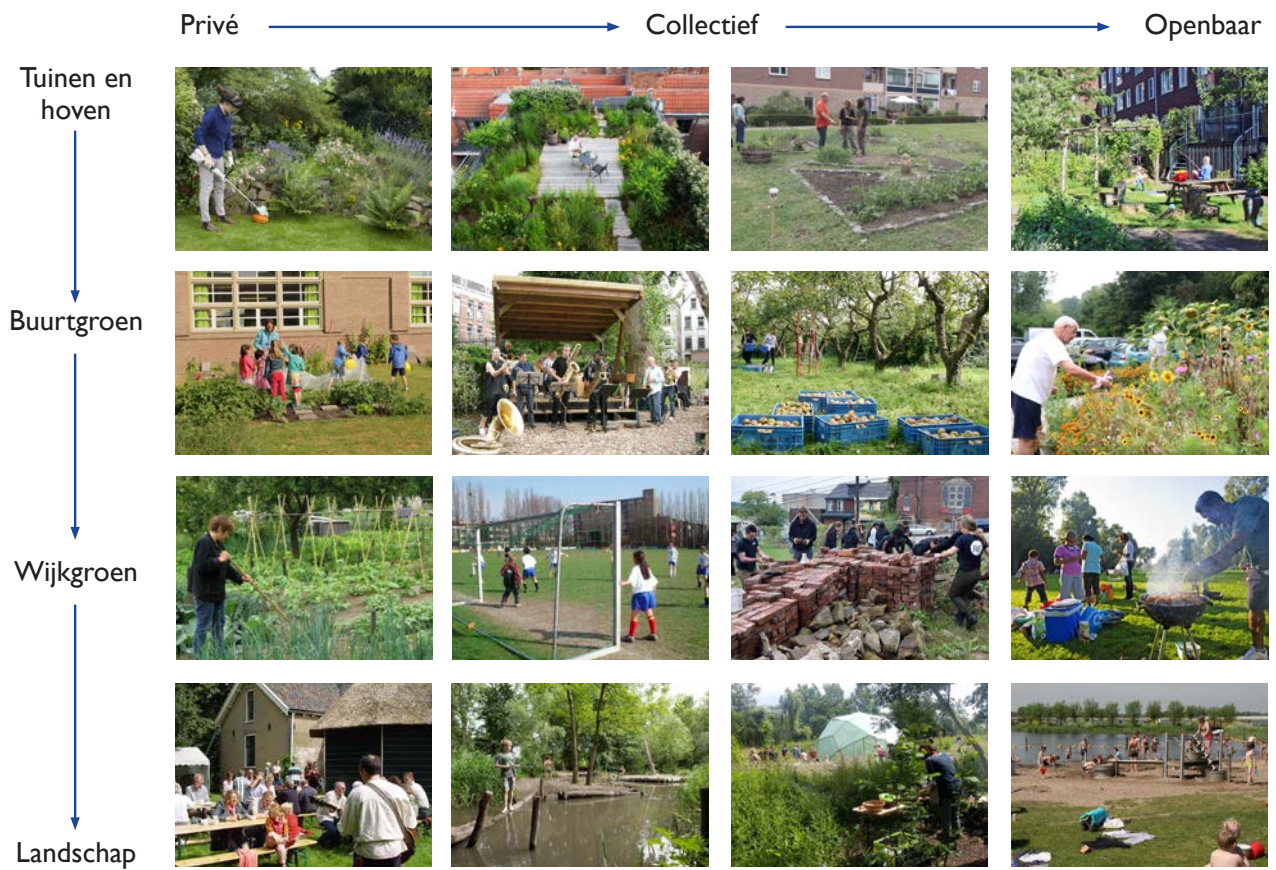 Privé
Collectief
Openbaar
Tuinen en
hoven
Buurtgroen
Wijkgroen
Landschap